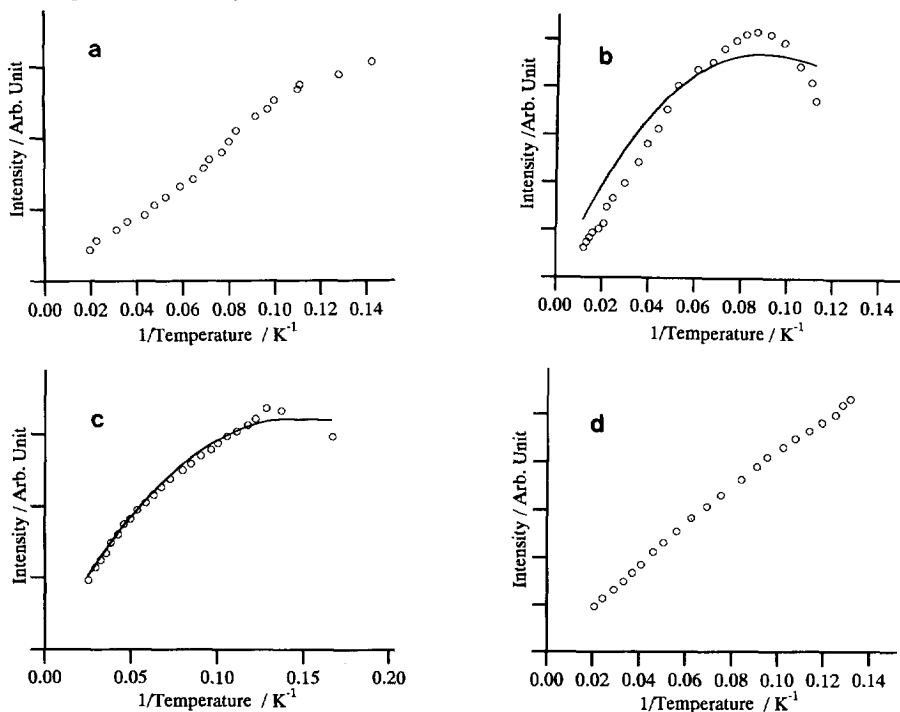 a
Intensity / Arb. Unit
0.00 0.02 0.04 0.06 0.08 0.10 0.12 0.14
1/Temperature / K⁻¹
b
Intensity /Arb. Unit
0.00 0.02 0.04 0.06 0.08 0.10 0.12 0.14
1/Temperature / K⁻¹
c
Intensity / Arb. Unit
0.00 0.05 0.10 0.15 0.20
1/Temperature / K⁻¹
d
Intensity / Arb. Unit
0.00 0.02 0.04 0.06 0.08 0.10 0.12 0.14
1/Temperature / K⁻¹